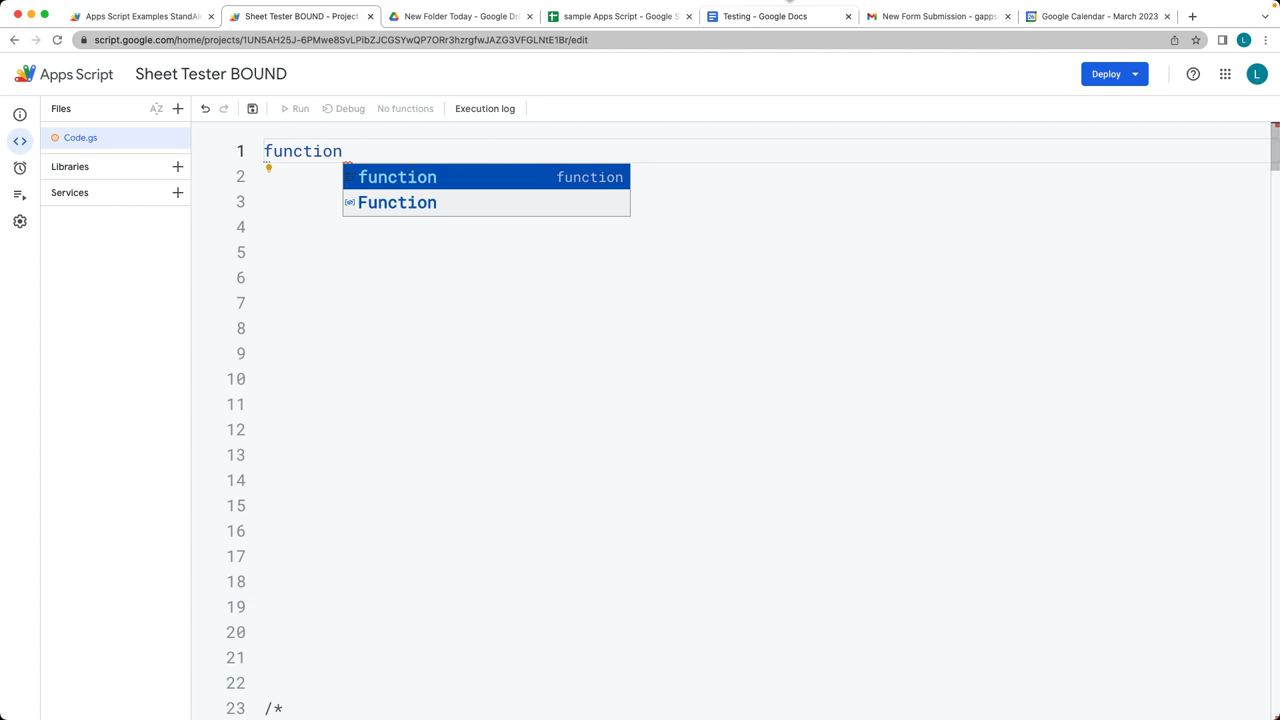 Apps Script Examples StandAl
Sheet Tester BOUND - Project
New Folder Today - Google Dri
sample Apps Script - Google S
Testing - Google Docs
New Form Submission - gapps
Google Calendar - March 2023
script.google.com/home/projects/1UN5AH25J-6PMwe8SvLPibZJCGSYwQP7ORr3hzrgfwJAZG3VFGLNtE1Br/edit
L
Apps Script
Sheet Tester BOUND
Deploy
L
Files
AZ
Run
Debug
No functions
Execution log
Code.gs
Libraries
Services
1 function
function function
Function
2
3
4
5
6
7
8
9
10
11
12
13
14
15
16
17
18
19
20
21
22
23 /*